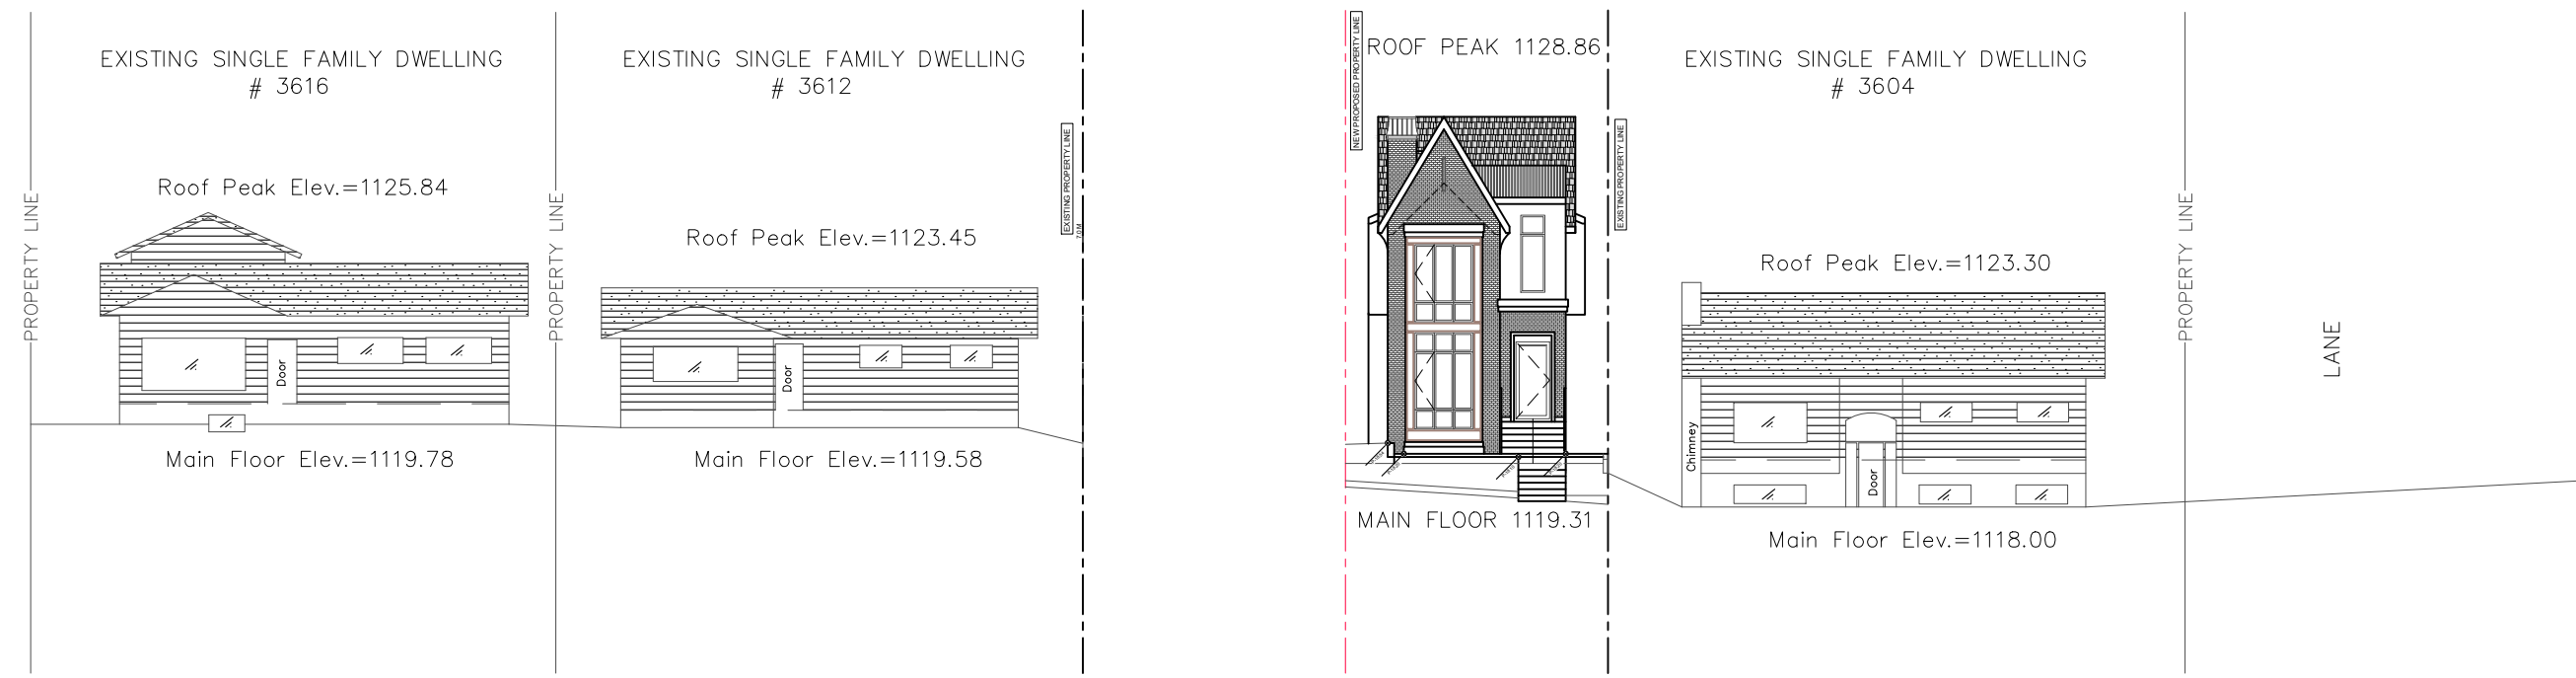 EXISTING SINGLE FAMILY DWELLING
# 3616
Roof Peak Elev.=1125.84
PROPERTY LINE
Door
Main Floor Elev.=1119.78
PROPERTY LINE
EXISTING SINGLE FAMILY DWELLING
# 3612
Roof Peak Elev.=1123.45
Door
Main Floor Elev.=1119.58
EXISTING PROPERTY LINE
NEW PROPOSED PROPERTY LINE
ROOF PEAK 1128.86
MAIN FLOOR 1119.31
EXISTING PROPERTY LINE
EXISTING SINGLE FAMILY DWELLING
# 3604
Roof Peak Elev.=1123.30
Chimney
Door
Main Floor Elev.=1118.00
PROPERTY LINE
LANE